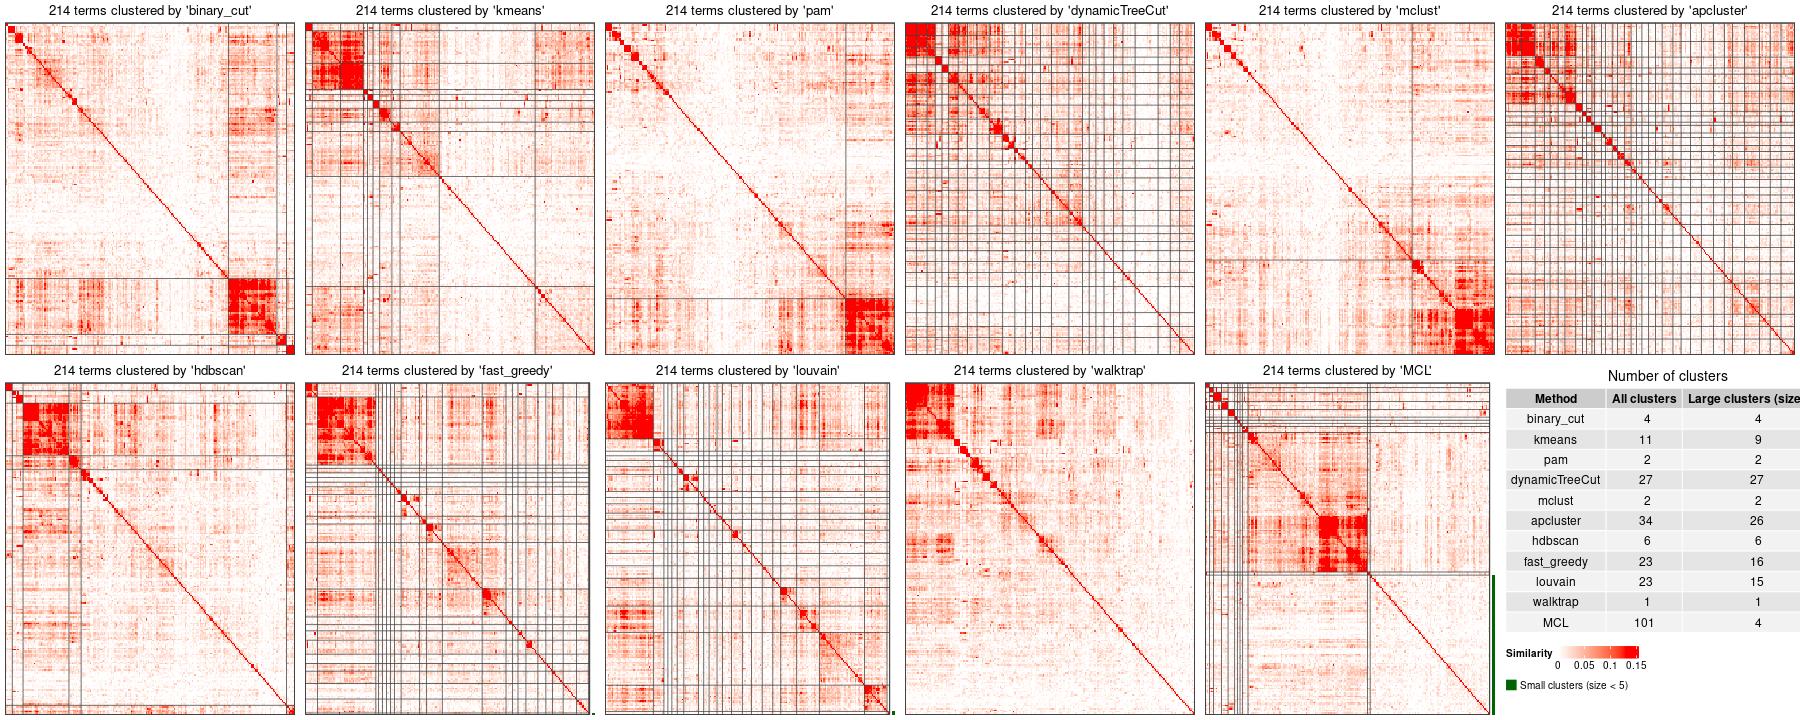 214 terms clustered by 'binary_cut'
214 terms clustered by 'kmeans'
214 terms clustered by 'pam'
214 terms clustered by 'dynamicTreeCut'
214 terms clustered by 'mclust'
214 terms clustered by 'apcluster'
214 terms clustered by 'hdbscan'
214 terms clustered by 'fast_greedy'
214 terms clustered by 'louvain'
214 terms clustered by 'walktrap'
214 terms clustered by 'MCL'
Number of clusters
Method All clusters Large clusters (size
binary_cut 4 4
kmeans 11 9
pam 2 2
dynamicTreeCut 27 27
mclust 2 2
apcluster 34 26
hdbscan 6 6
fast_greedy 23 16
louvain 23 15
walktrap 1 1
MCL 101 4
Similarity
0 0.05 0.1 0.15
Small clusters (size < 5)